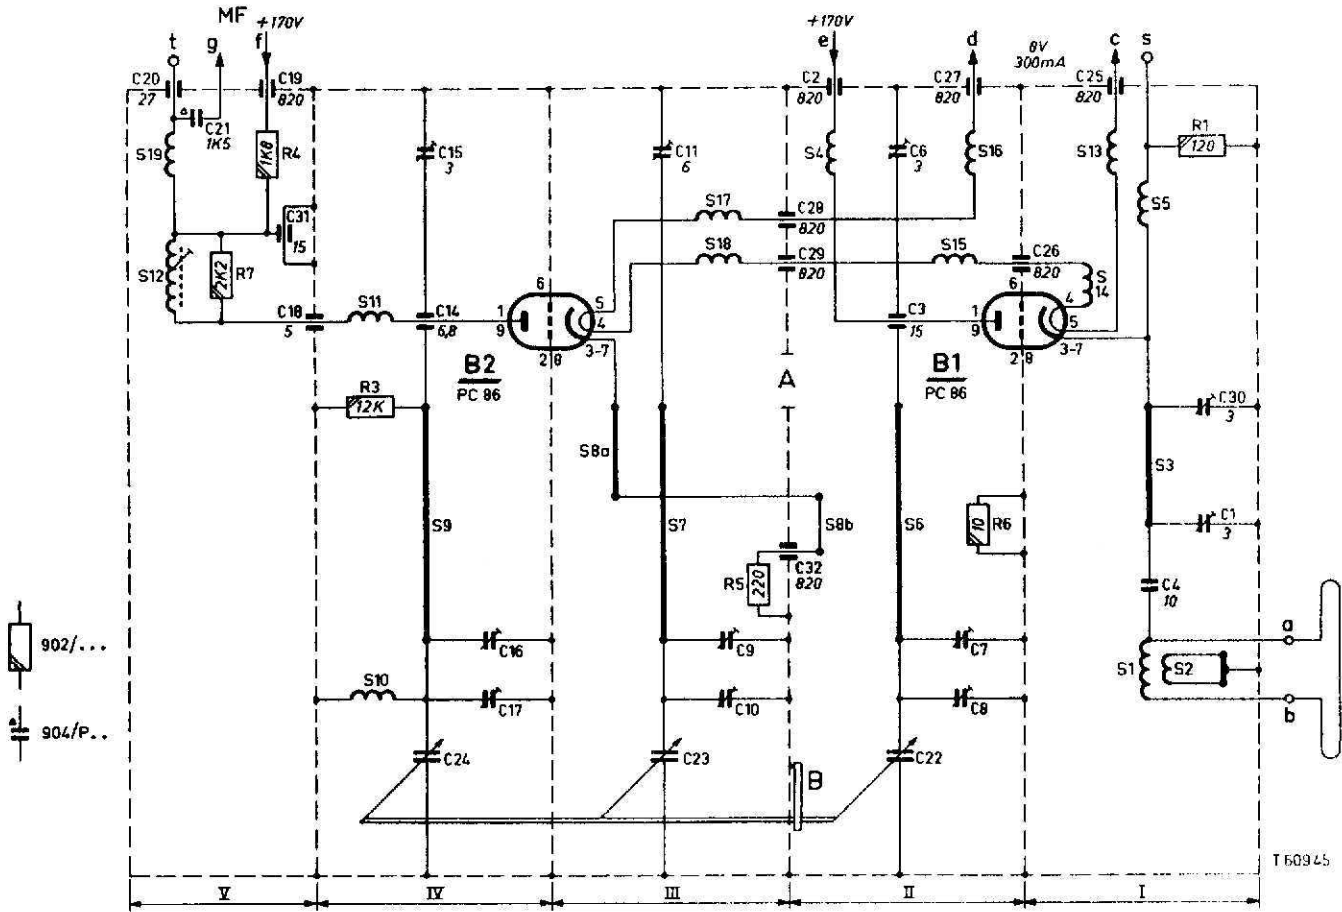 MF
+170V
+170V
t
g
f
e
d
8V
300mA
c
s
C20
27
C19
820
C2
820
C27
820
C25
820
C21
1K5
R4
1K8
S19
C15
3
C11
6
S4
C6
3
S16
S13
R1
120
S5
C31
15
S17
C28
820
S12
R7
2K2
S18
C29
820
S15
C26
820
S
14
C18
5
S11
C14
6,8
1
9
6
5
4
3-7
2
8
C3
15
1
9
6
4
5
3-7
2
8
B2
PC 86
A
B1
PC 86
R3
12K
C30
3
S8a
S3
S9
S7
S8b
S6
10
R6
C1
3
R5
220
C32
820
C4
10
902/...
C16
C9
C7
a
S1
S2
S10
904/P..
C17
C10
C8
b
C24
C23
B
C22
T60945
V
IV
III
II
I